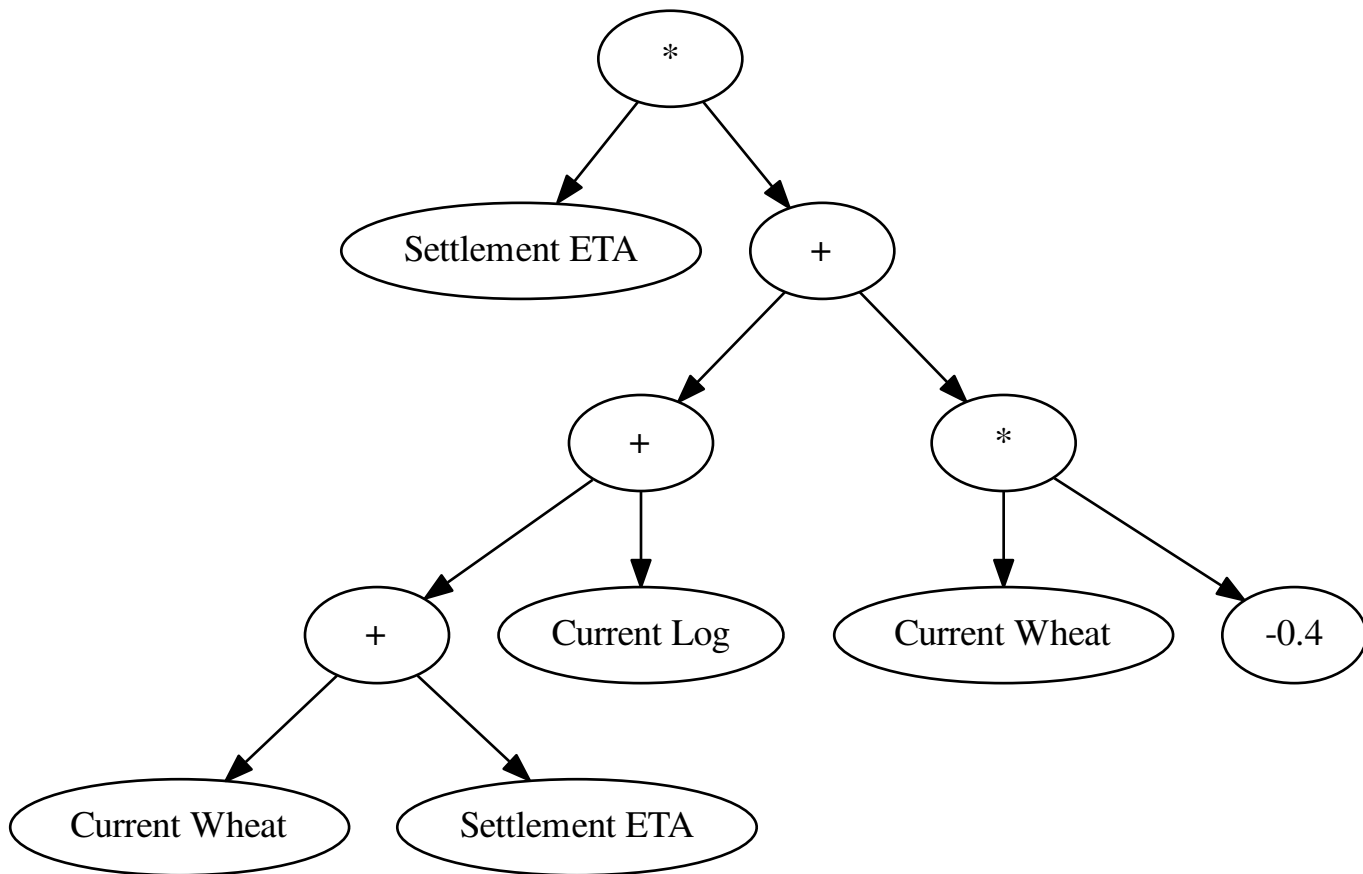 *
Settlement ETA
+
+
*
+
Current Log
Current Wheat
-0.4
Current Wheat
Settlement ETA